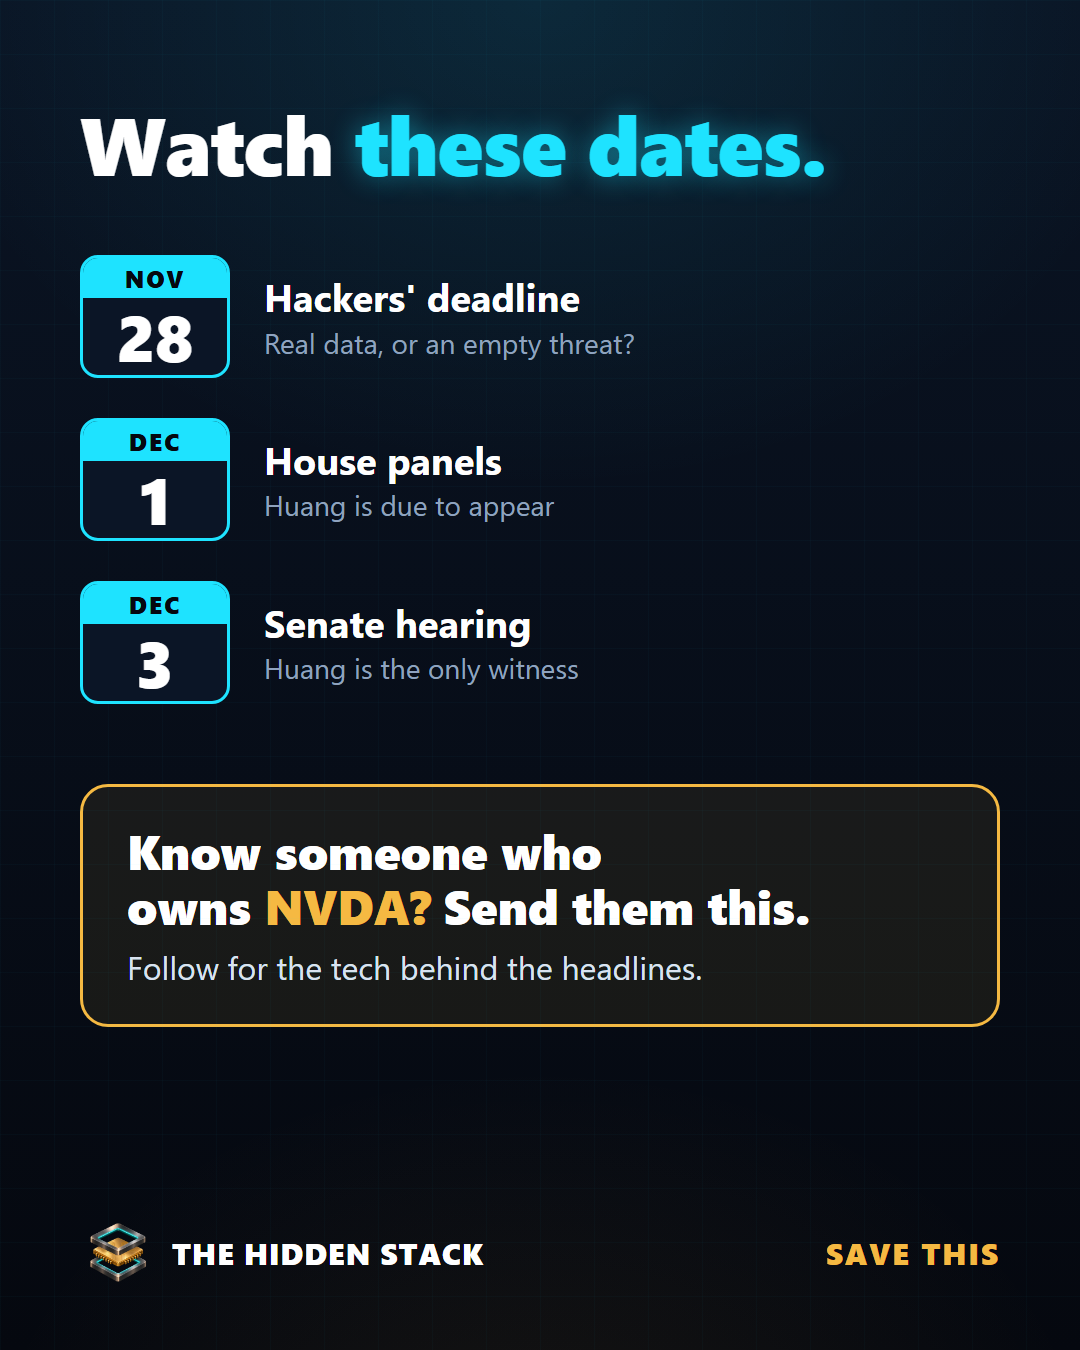 Watch these dates.
NOV
28
Hackers' deadline
Real data, or an empty threat?
DEC
1
House panels
Huang is due to appear
DEC
3
Senate hearing
Huang is the only witness
Know someone who
owns NVDA? Send them this.
Follow for the tech behind the headlines.
THE HIDDEN STACK
SAVE THIS